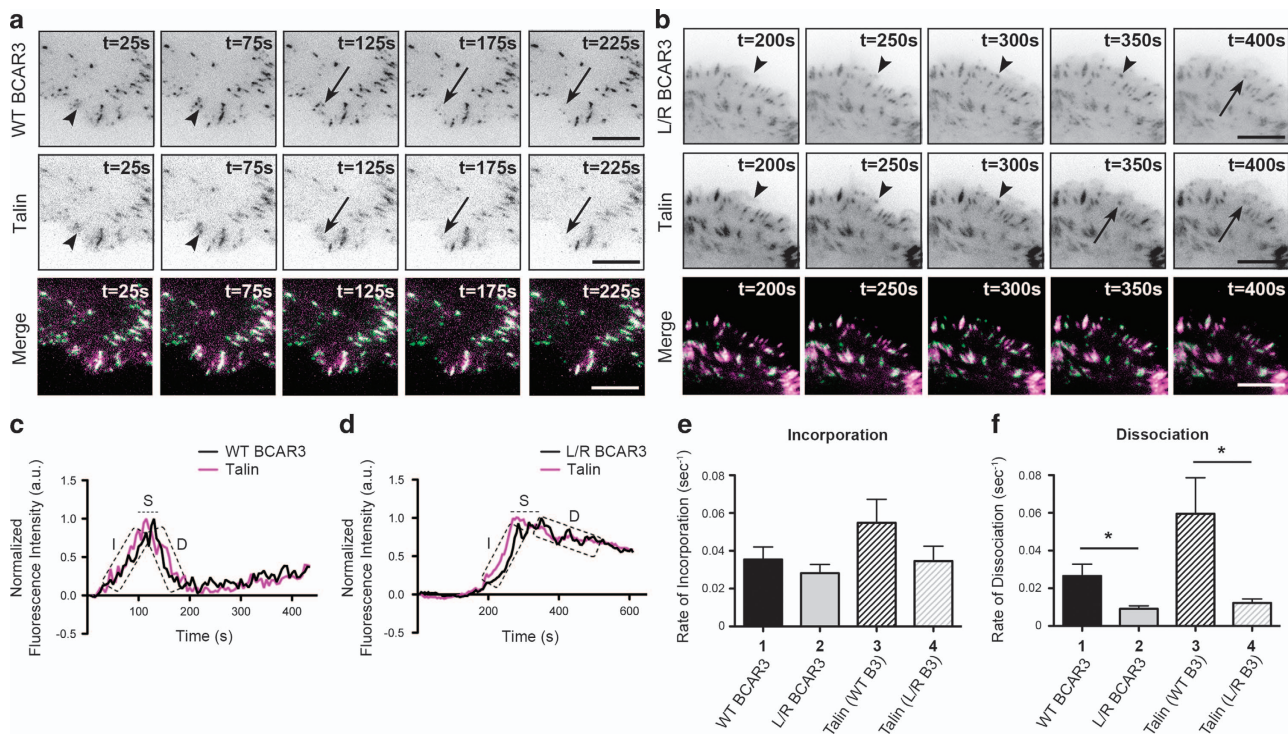 a
WT BCAR3
t=25s t=75s t=125s t=175s t=225s
Talin
t=25s t=75s t=125s t=175s t=225s
Merge
t=25s t=75s t=125s t=175s t=225s
b
L/R BCAR3
t=200s t=250s t=300s t=350s t=400s
Talin
t=200s t=250s t=300s t=350s t=400s
Merge
t=200s t=250s t=300s t=350s t=400s
c
WT BCAR3
Talin
Normalized
Fluorescence Intensity (a.u.)
1.5
1.0
0.5
0.0
-0.5
I
S
D
100 200 300 400
Time (s)
d
L/R BCAR3
Talin
Normalized
Fluorescence Intensity (a.u.)
1.5
1.0
0.5
0.0
-0.5
I
S
D
200 400 600
Time (s)
e
Incorporation
Rate of Incorporation (sec⁻¹)
0.08
0.06
0.04
0.02
0
1 2 3 4
WT BCAR3
L/R BCAR3
Talin (WT B3)
Talin (L/R B3)
f
Dissociation
Rate of Dissociation (sec⁻¹)
0.08
0.06
0.04
0.02
0
*
*
1 2 3 4
WT BCAR3
L/R BCAR3
Talin (WT B3)
Talin (L/R B3)